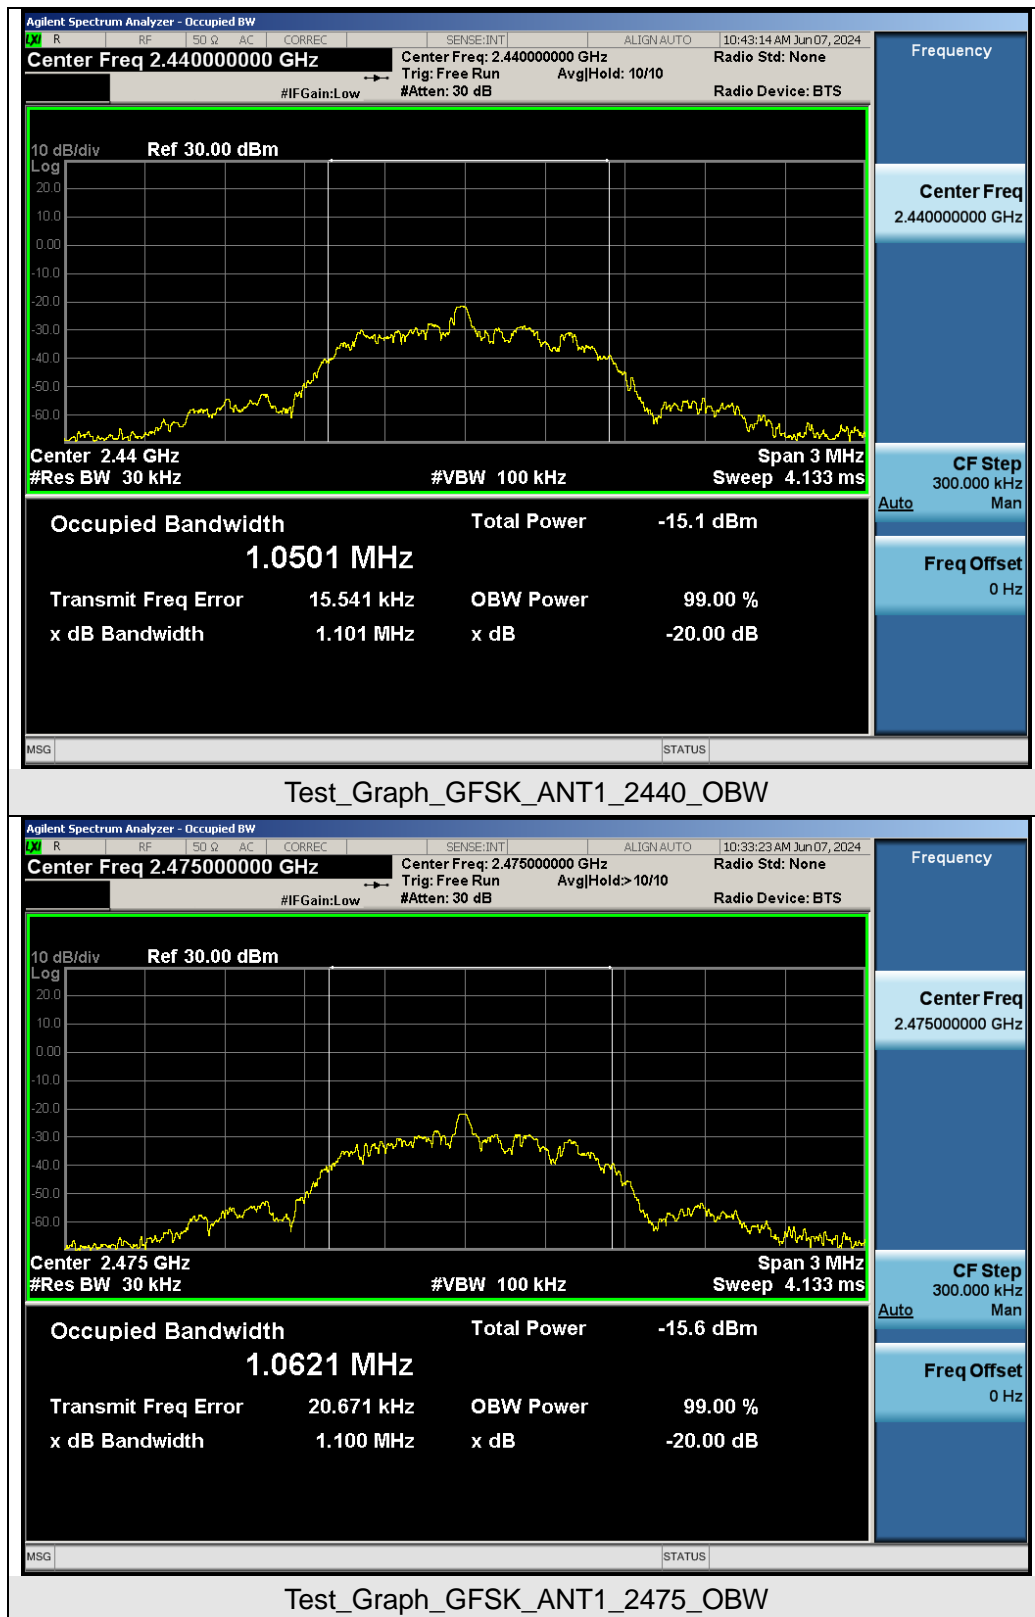 Agilent Spectrum Analyzer - Occupied BW
LXI R RF 50 Ω AC CORREC SENSE:INT ALIGN AUTO 10:43:14 AM Jun 07, 2024
Center Freq 2.440000000 GHz
Center Freq: 2.440000000 GHz
Radio Std: None
Trig: Free Run Avg|Hold: 10/10
#IFGain:Low
#Atten: 30 dB
Radio Device: BTS
10 dB/div Ref 30.00 dBm
Log
20.0
10.0
0.00
-10.0
-20.0
-30.0
-40.0
-50.0
-60.0
Center 2.44 GHz Span 3 MHz
#Res BW 30 kHz #VBW 100 kHz Sweep 4.133 ms
Occupied Bandwidth Total Power -15.1 dBm
1.0501 MHz
Transmit Freq Error 15.541 kHz OBW Power 99.00 %
x dB Bandwidth 1.101 MHz x dB -20.00 dB
MSG STATUS
Frequency
Center Freq
2.440000000 GHz
CF Step
300.000 kHz
Auto Man
Freq Offset
0 Hz
Test_Graph_GFSK_ANT1_2440_OBW
Agilent Spectrum Analyzer - Occupied BW
LXI R RF 50 Ω AC CORREC SENSE:INT ALIGN AUTO 10:33:23 AM Jun 07, 2024
Center Freq 2.475000000 GHz
Center Freq: 2.475000000 GHz
Radio Std: None
Trig: Free Run Avg|Hold:> 10/10
#IFGain:Low
#Atten: 30 dB
Radio Device: BTS
10 dB/div Ref 30.00 dBm
Log
20.0
10.0
0.00
-10.0
-20.0
-30.0
-40.0
-50.0
-60.0
Center 2.475 GHz Span 3 MHz
#Res BW 30 kHz #VBW 100 kHz Sweep 4.133 ms
Occupied Bandwidth Total Power -15.6 dBm
1.0621 MHz
Transmit Freq Error 20.671 kHz OBW Power 99.00 %
x dB Bandwidth 1.100 MHz x dB -20.00 dB
MSG STATUS
Frequency
Center Freq
2.475000000 GHz
CF Step
300.000 kHz
Auto Man
Freq Offset
0 Hz
Test_Graph_GFSK_ANT1_2475_OBW